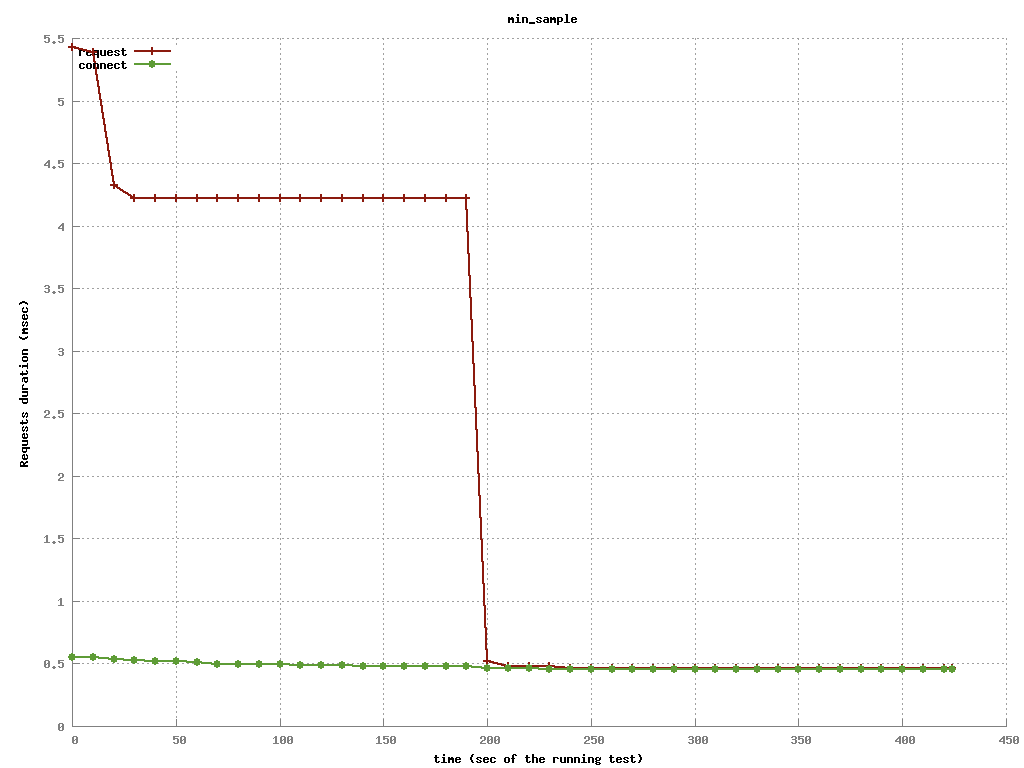 min_sample
request
connect
5.5
5
4.5
4
3.5
3
2.5
2
1.5
1
0.5
0
Requests duration (msec)
0 50 100 150 200 250 300 350 400 450
time (sec of the running test)